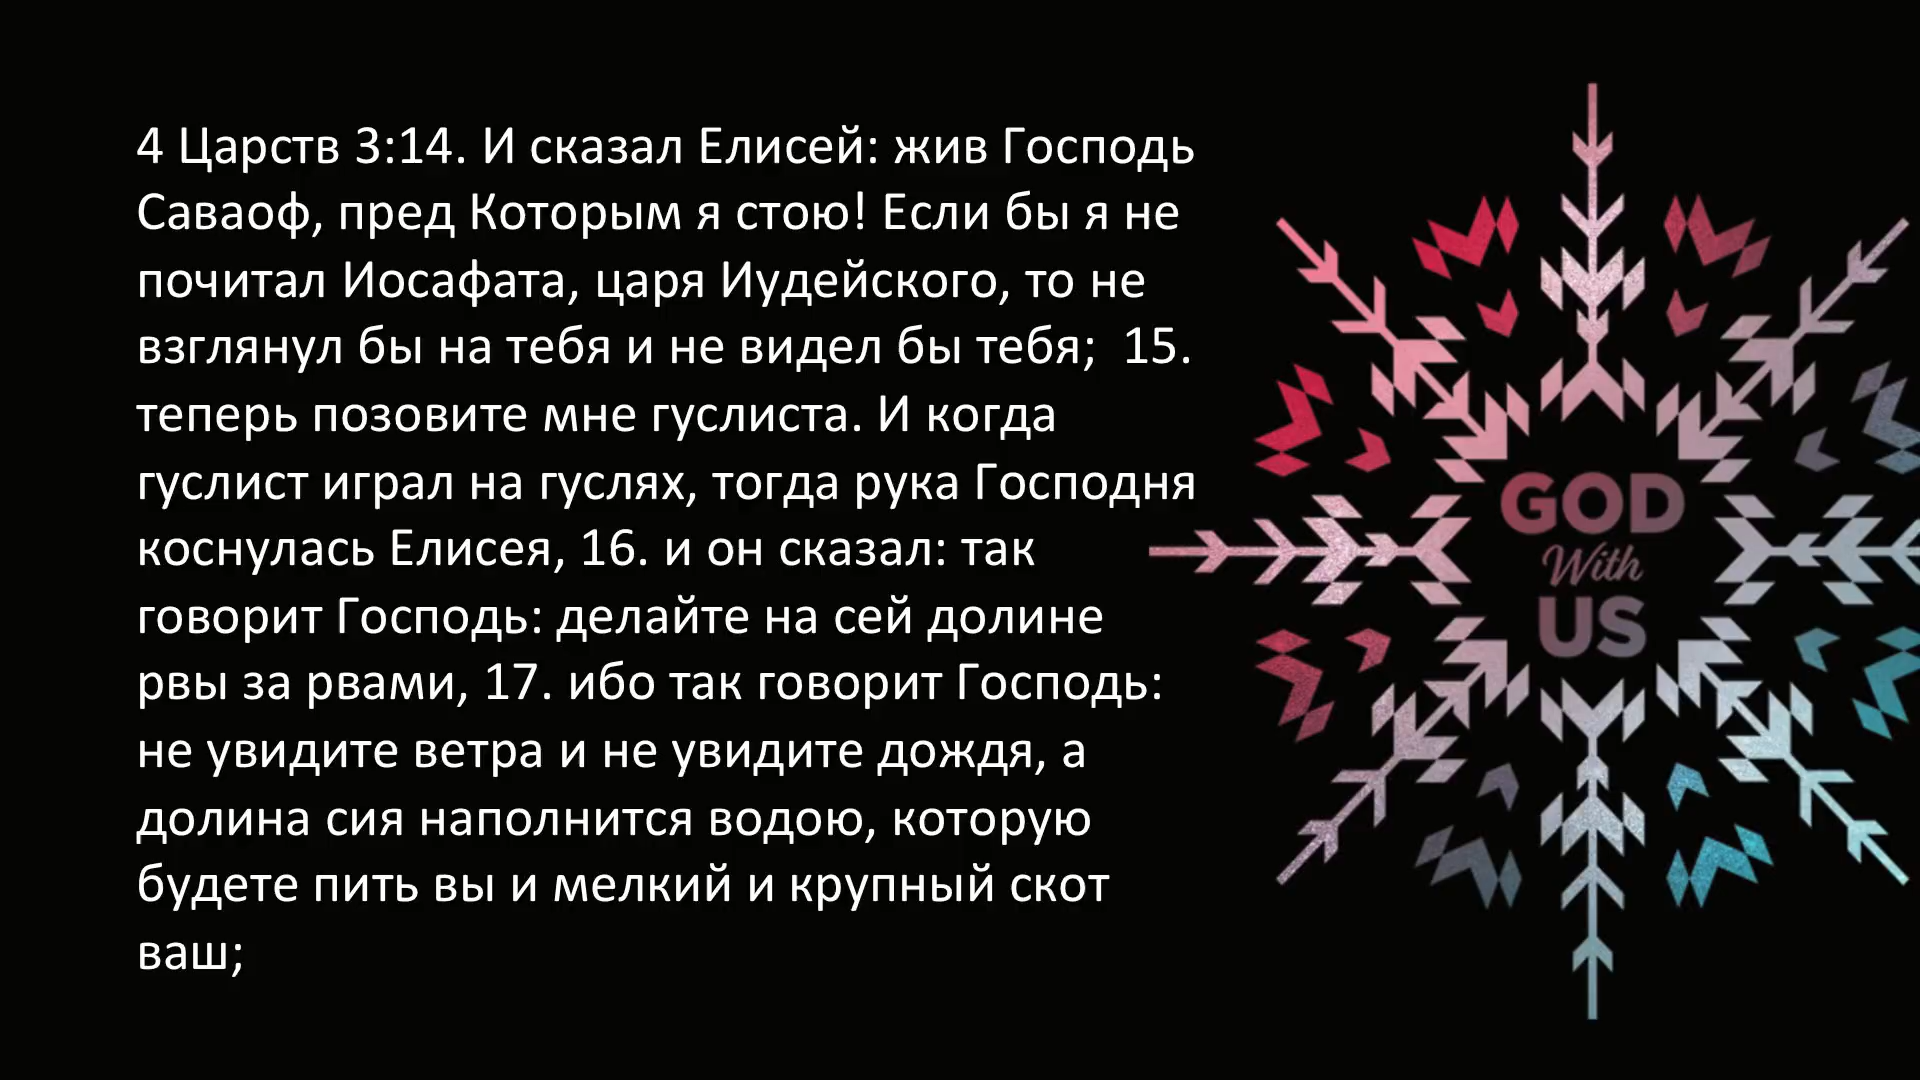 4 Царств 3:14. И сказал Елисей: жив Господь
Саваоф, пред Которым я стою! Если бы я не
почитал Иосафата, царя Иудейского, то не
взглянул бы на тебя и не видел бы тебя;  15.
теперь позовите мне гуслиста. И когда
гуслист играл на гуслях, тогда рука Господня
коснулась Елисея, 16. и он сказал: так
говорит Господь: делайте на сей долине
рвы за рвами, 17. ибо так говорит Господь:
не увидите ветра и не увидите дождя, а
долина сия наполнится водою, которую
будете пить вы и мелкий и крупный скот
ваш;
GOD
With
US